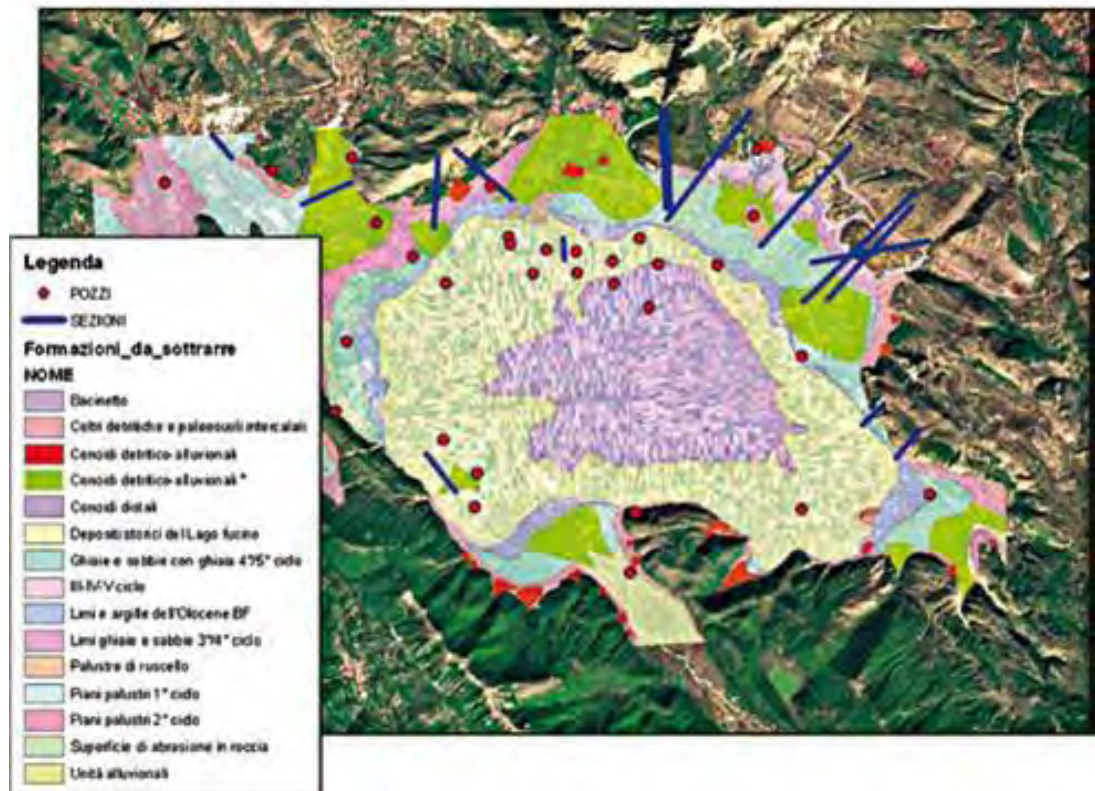 Legenda
POZZI
SEZIONI
Formazioni_da_sottrarre
NOME
Bacinetto
Coltri detritiche e paleosuoli intercalati
Conoidi detritico-alluvionali
Conoidi detritico-alluvionali *
Conoidi distali
Depositi storici del Lago fucino
Ghiaie e sabbie con ghiaia 4°/5° ciclo
III-IV-V ciclo
Limi e argille dell'Olocene BF
Limi ghiaie e sabbie 3°/4° ciclo
Palustre di ruscello
Piani palustri 1° ciclo
Piani palustri 2° ciclo
Superficie di abrasione in roccia
Unità alluvionali